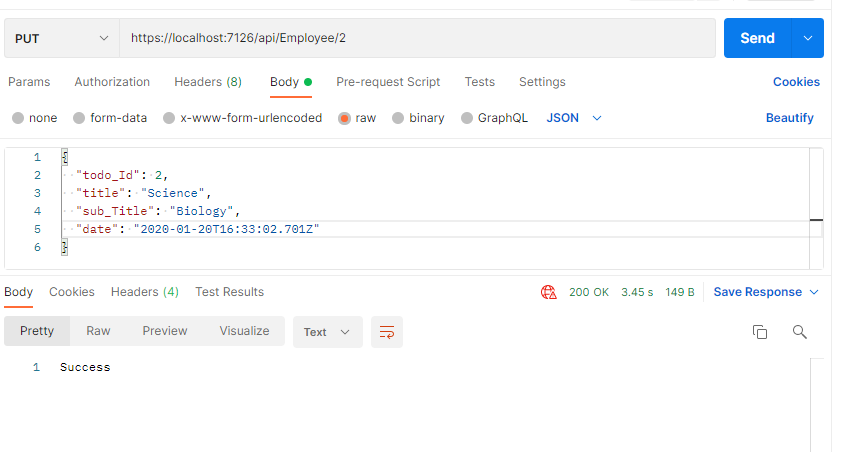 PUT https://localhost:7126/api/Employee/2 Send
Params Authorization Headers (8) Body Pre-request Script Tests Settings Cookies
none form-data x-www-form-urlencoded raw binary GraphQL JSON Beautify
1 {
2 "todo_Id": 2,
3 "title": "Science",
4 "sub_Title": "Biology",
5 "date": "2020-01-20T16:33:02.701Z"
6 }
Body Cookies Headers (4) Test Results 200 OK 3.45 s 149 B Save Response
Pretty Raw Preview Visualize Text
1 Success